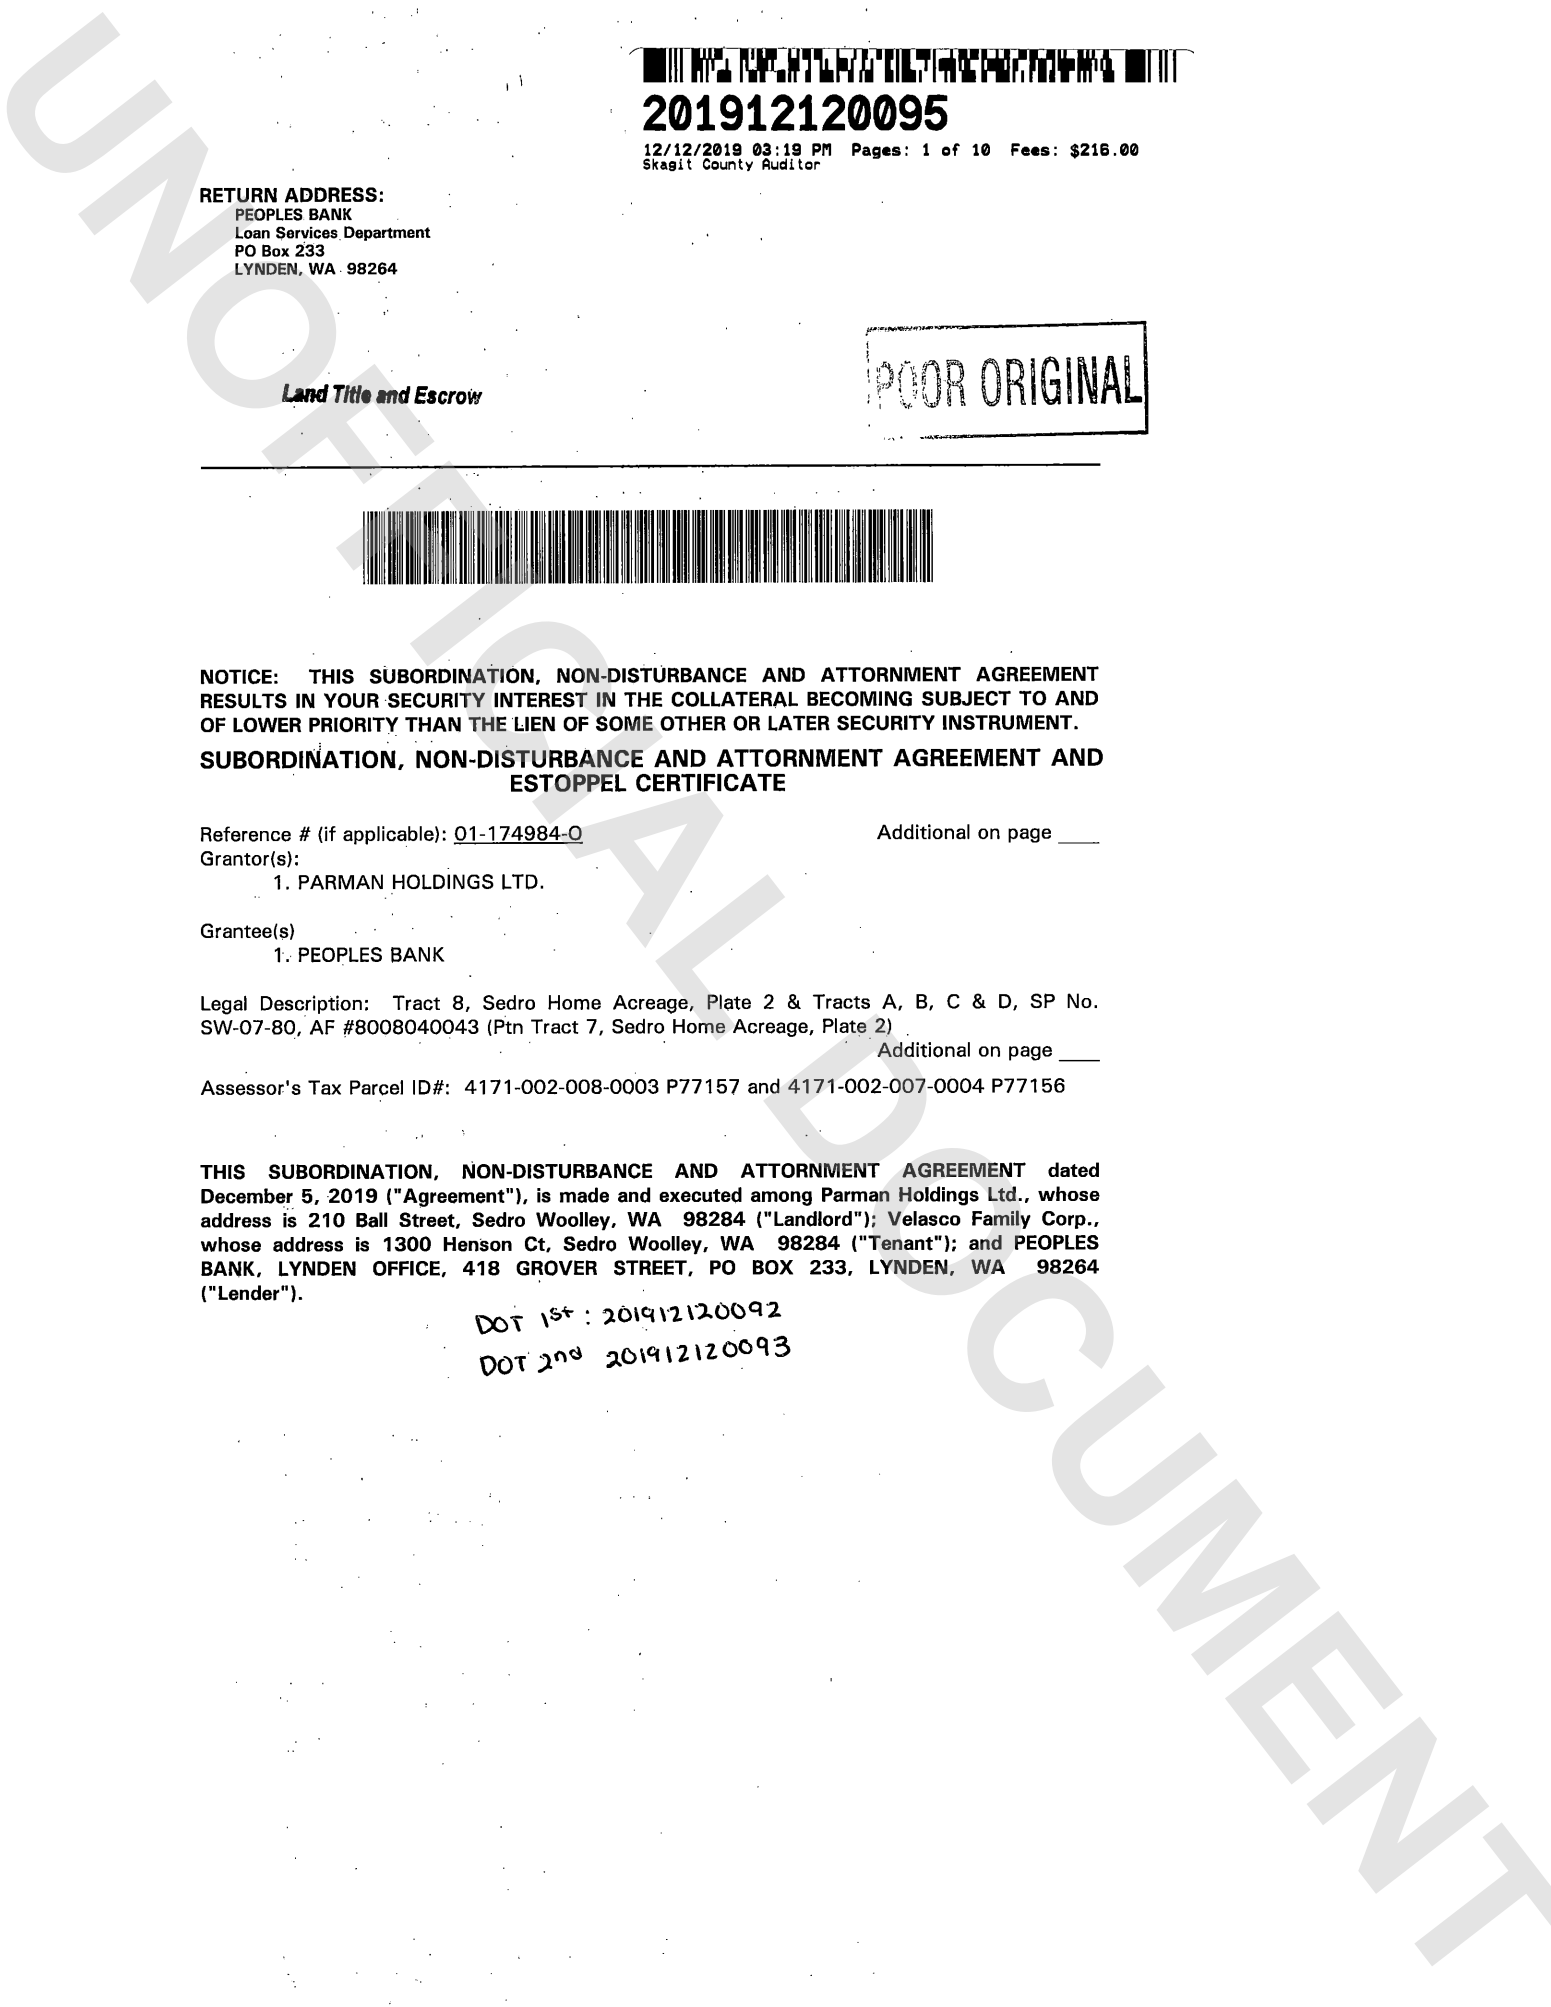 201912120095
12/12/2019 03:19 PM Pages: 1 of 10 Fees: $216.00
Skagit County Auditor
RETURN ADDRESS:
PEOPLES BANK
Loan Services Department
PO Box 233
LYNDEN, WA 98264
POOR ORIGINAL
Land Title and Escrow
NOTICE: THIS SUBORDINATION, NON-DISTURBANCE AND ATTORNMENT AGREEMENT
RESULTS IN YOUR SECURITY INTEREST IN THE COLLATERAL BECOMING SUBJECT TO AND
OF LOWER PRIORITY THAN THE LIEN OF SOME OTHER OR LATER SECURITY INSTRUMENT.
SUBORDINATION, NON-DISTURBANCE AND ATTORNMENT AGREEMENT AND
ESTOPPEL CERTIFICATE
Reference # (if applicable): 01-174984-O Additional on page ____
Grantor(s):
1. PARMAN HOLDINGS LTD.
Grantee(s)
1. PEOPLES BANK
Legal Description: Tract 8, Sedro Home Acreage, Plate 2 & Tracts A, B, C & D, SP No.
SW-07-80, AF #8008040043 (Ptn Tract 7, Sedro Home Acreage, Plate 2)
Additional on page ____
Assessor's Tax Parcel ID#: 4171-002-008-0003 P77157 and 4171-002-007-0004 P77156
THIS SUBORDINATION, NON-DISTURBANCE AND ATTORNMENT AGREEMENT dated
December 5, 2019 ("Agreement"), is made and executed among Parman Holdings Ltd., whose
address is 210 Ball Street, Sedro Woolley, WA 98284 ("Landlord"); Velasco Family Corp.,
whose address is 1300 Henson Ct, Sedro Woolley, WA 98284 ("Tenant"); and PEOPLES
BANK, LYNDEN OFFICE, 418 GROVER STREET, PO BOX 233, LYNDEN, WA 98264
("Lender").
DOT 1st : 201912120092
DOT 2nd 201912120093
UNOFFICIAL DOCUMENT